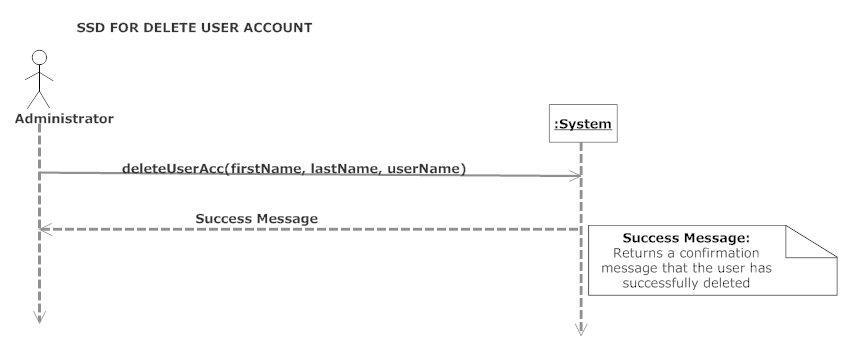 SSD FOR DELETE USER ACCOUNT
Administrator
:System
deleteUserAcc(firstName, lastName, userName)
Success Message
Success Message:
Returns a confirmation
message that the user has
successfully deleted